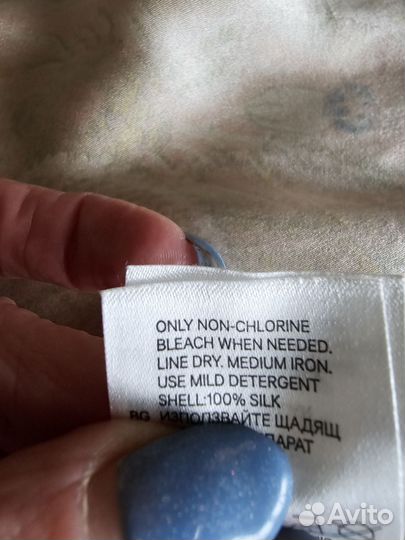 ONLY NON-CHLORINE
BLEACH WHEN NEEDED.
LINE DRY. MEDIUM IRON.
USE MILD DETERGENT
SHELL:100% SILK
BG ИЗПОЛЗВАЙТЕ ЩАДЯЩ
Avito